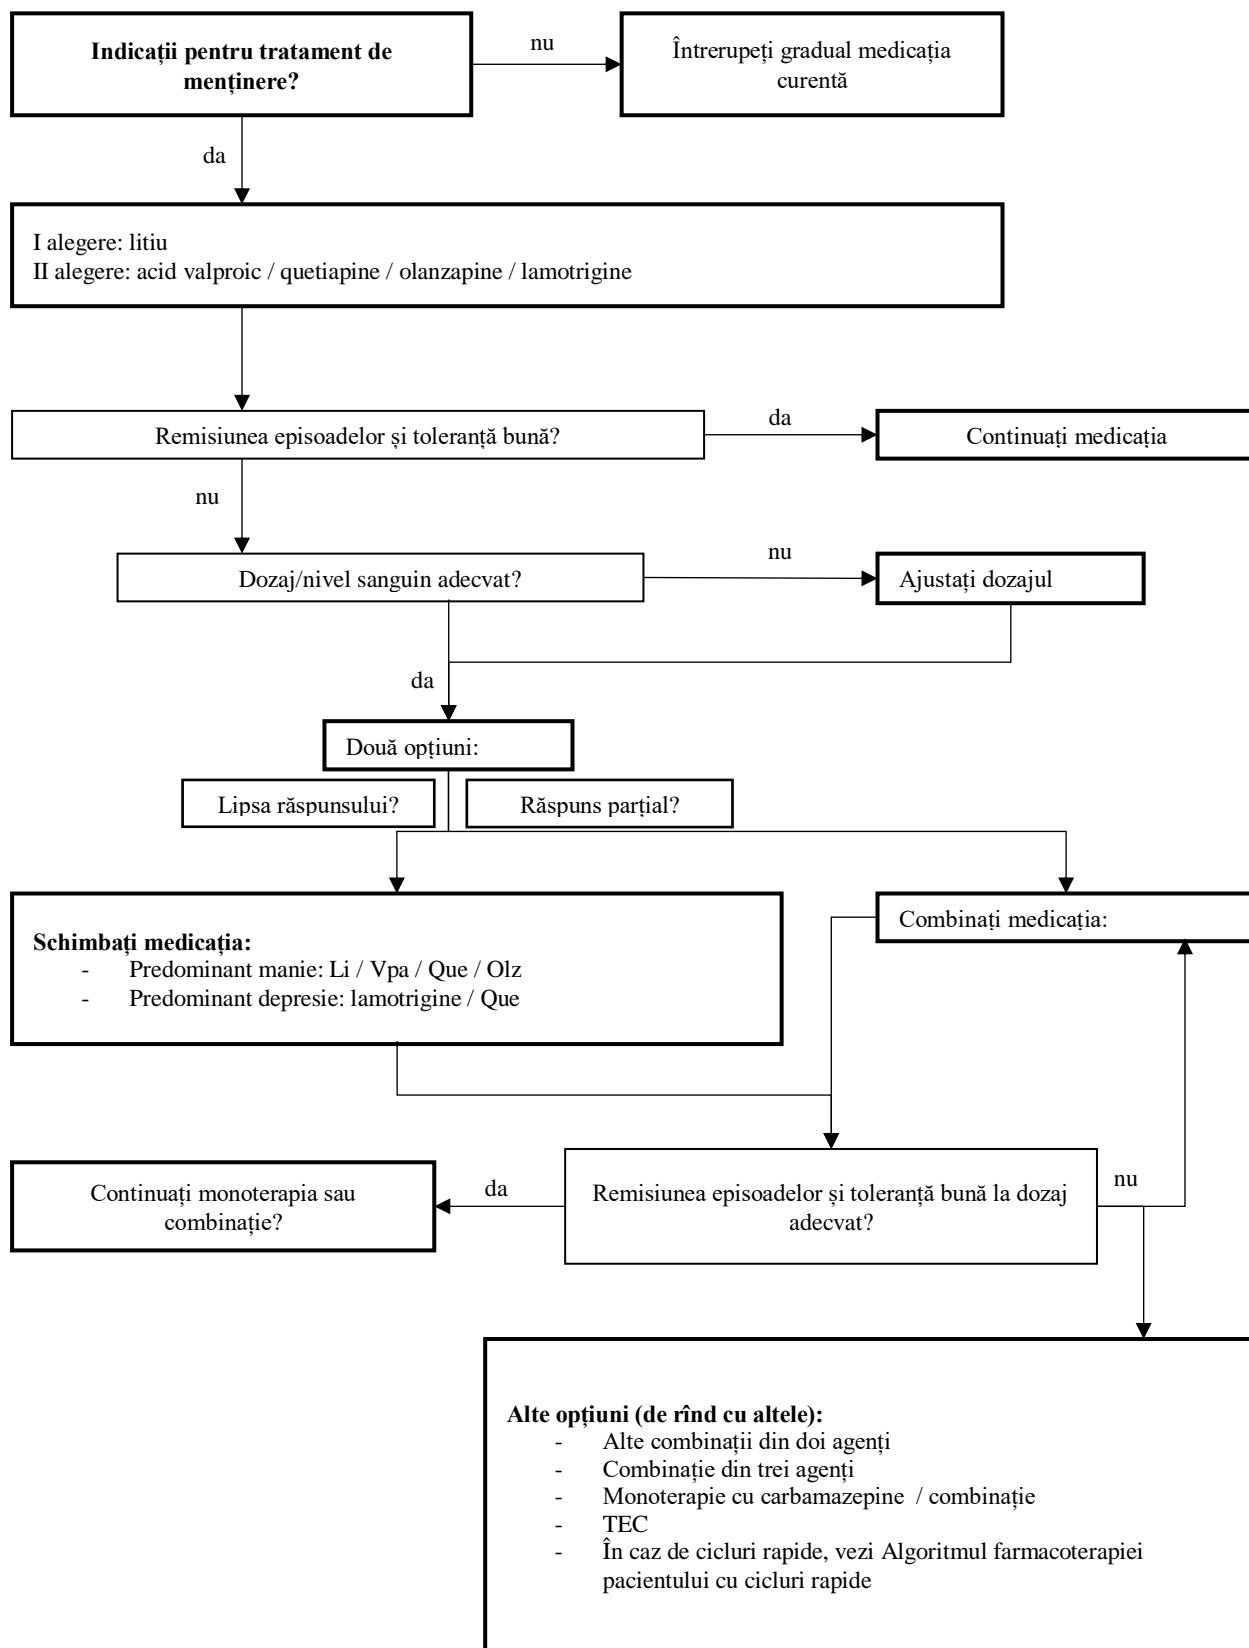 Indicații pentru tratament de
menținere?
nu
Întrerupeți gradual medicația
curentă
da
I alegere: litiu
II alegere: acid valproic / quetiapine / olanzapine / lamotrigine
Remisiunea episoadelor și toleranță bună?
da
Continuați medicația
nu
Dozaj/nivel sanguin adecvat?
nu
Ajustați dozajul
da
Două opțiuni:
Lipsa răspunsului?
Răspuns parțial?
Schimbați medicația:
- Predominant manie: Li / Vpa / Que / Olz
- Predominant depresie: lamotrigine / Que
Combinați medicația:
Continuați monoterapia sau
combinație?
da
Remisiunea episoadelor și toleranță bună la dozaj
adecvat?
nu
Alte opțiuni (de rînd cu altele):
- Alte combinații din doi agenți
- Combinație din trei agenți
- Monoterapie cu carbamazepine / combinație
- TEC
- În caz de cicluri rapide, vezi Algoritmul farmacoterapiei
pacientului cu cicluri rapide